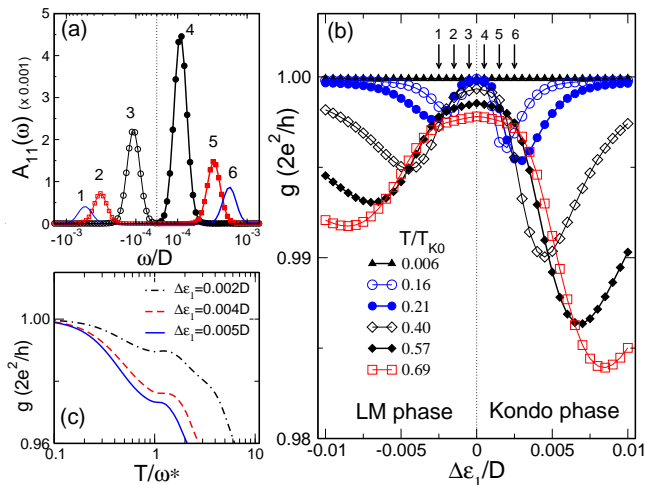 (a)
5
4
3
2
1
0
A11(ω) (x 0.001)
1
2
3
4
5
6
-10⁻³
-10⁻⁴
10⁻⁴
10⁻³
ω/D
(b)
1 2 3 4 5 6
1.00
0.99
0.98
g (2e²/h)
T/TK0
0.006
0.16
0.21
0.40
0.57
0.69
LM phase
Kondo phase
-0.01
-0.005
0
0.005
0.01
Δε₁/D
Δε₁=0.002D
Δε₁=0.004D
Δε₁=0.005D
1.00
0.96
g (2e²/h)
(c)
0.1
1
10
T/ω*